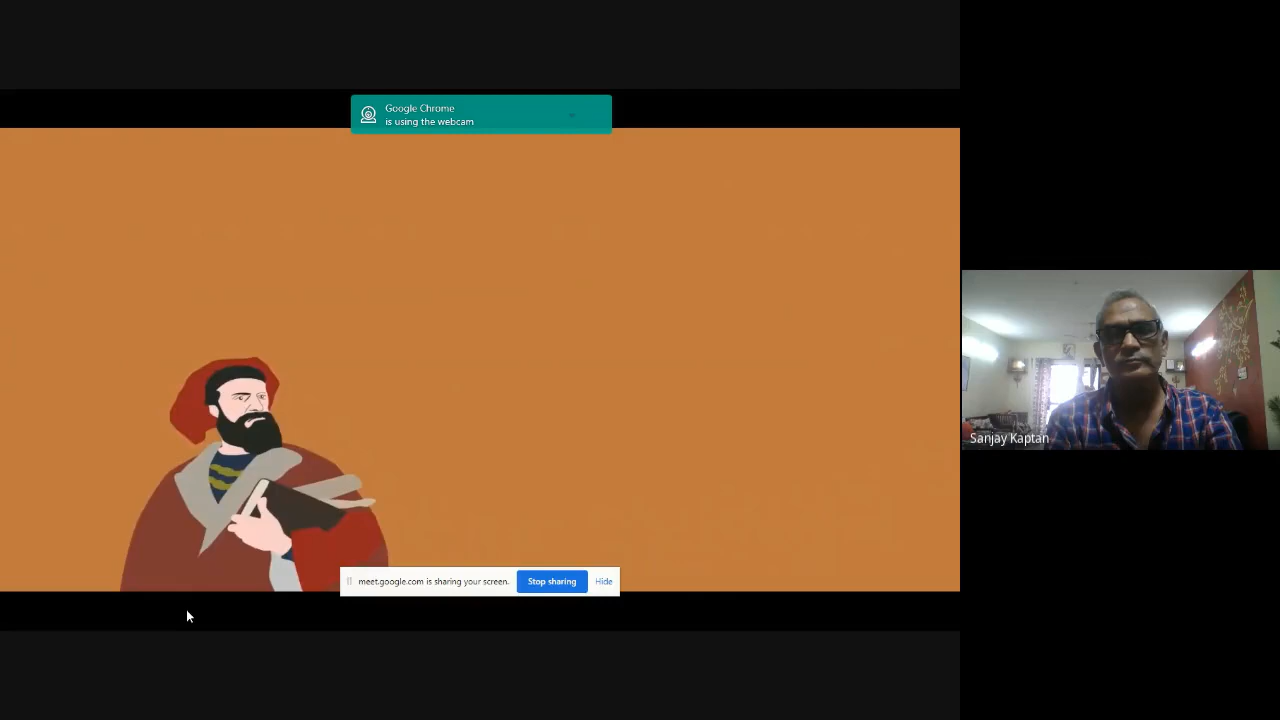 Google Chrome
is using the webcam
meet.google.com is sharing your screen. Stop sharing Hide
Sanjay Kaptan